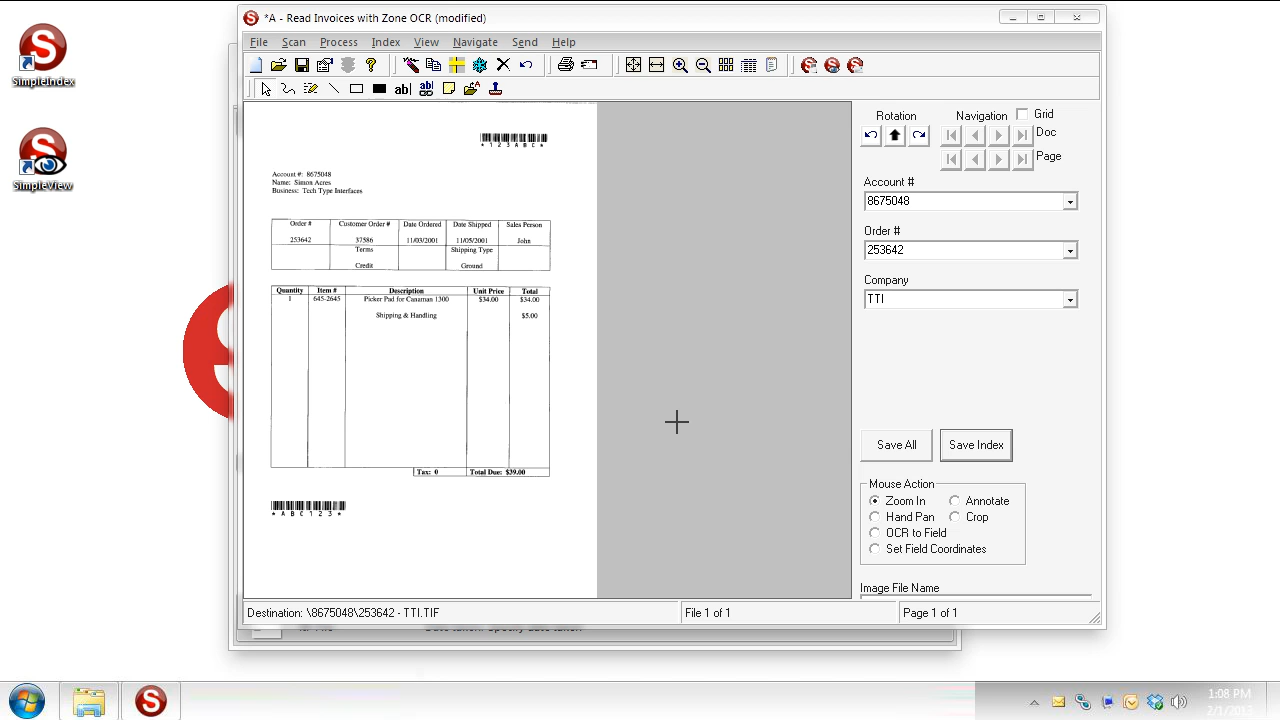 SimpleIndex
SimpleView
*A - Read Invoices with Zone OCR (modified)
File Scan Process Index View Navigate Send Help
ab| ab|
*123ABC*
Account #: 8675048
Name: Simon Acres
Business: Tech Type Interfaces
Order # Customer Order # Date Ordered Date Shipped Sales Person
253642 37586 11/03/2001 11/05/2001 John
Terms Shipping Type
Credit Ground
Quantity Item # Description Unit Price Total
1 645-2645 Picker Pad for Canaman 1300 $34.00 $34.00
Shipping & Handling $5.00
Tax: 0 Total Due: $39.00
*ABC123*
Rotation Navigation Grid
Doc
Page
Account #
8675048
Order #
253642
Company
TTI
Save All Save Index
Mouse Action
Zoom In Annotate
Hand Pan Crop
OCR to Field
Set Field Coordinates
Image File Name
Destination: \8675048\253642 - TTI.TIF File 1 of 1 Page 1 of 1
1:08 PM